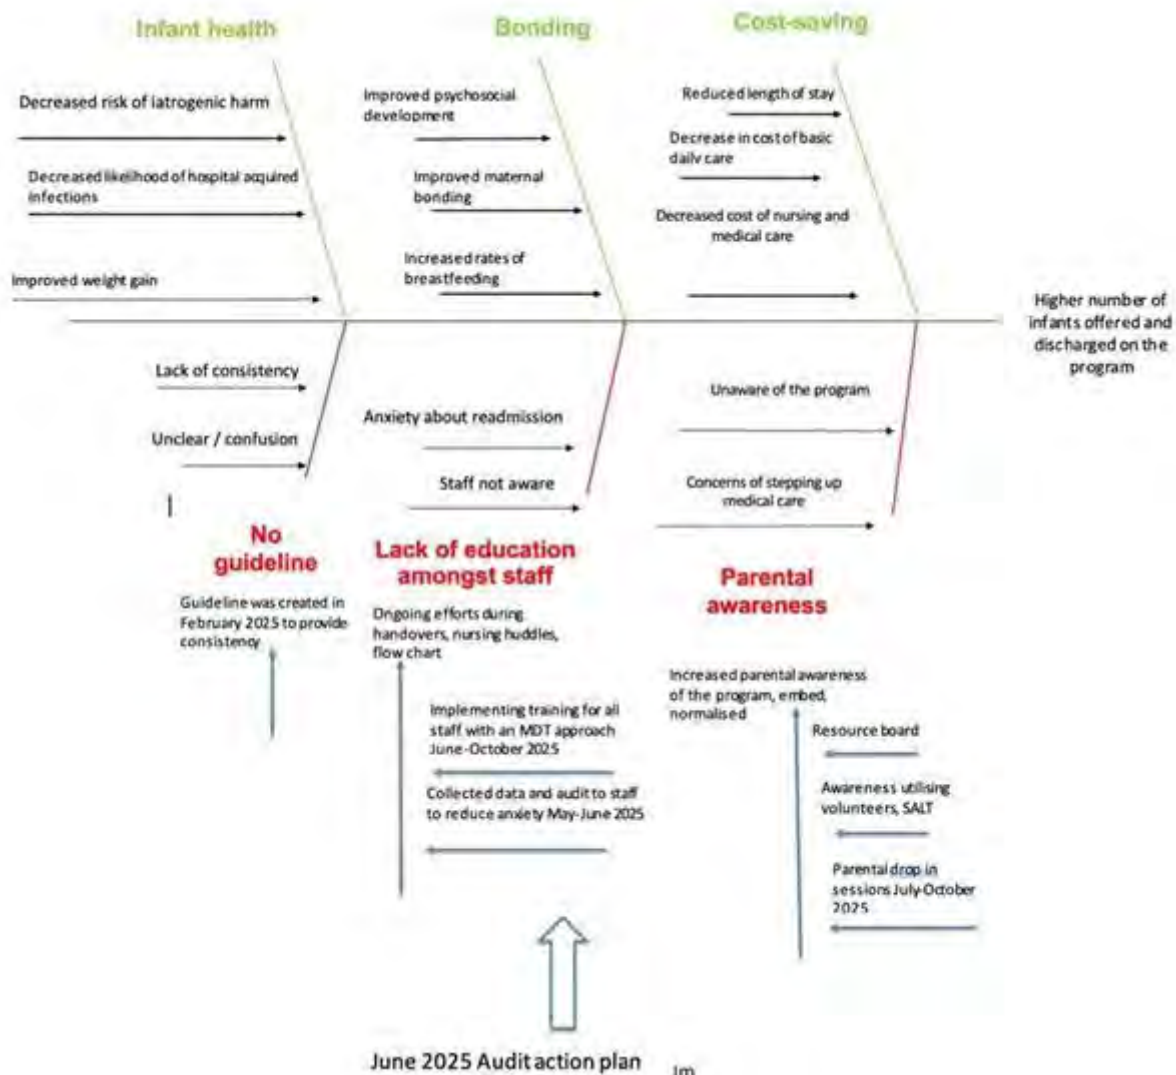 Infant health
Bonding
Cost-saving
Decreased risk of iatrogenic harm
Decreased likelihood of hospital acquired
infections
Improved weight gain
Improved psychosocial
development
Improved maternal
bonding
Increased rates of
breastfeeding
Reduced length of stay
Decrease in cost of basic
daily care
Decreased cost of nursing and
medical care
Higher number of
infants offered and
discharged on the
program
Lack of consistency
Unclear / confusion
Anxiety about readmission
Staff not aware
Unaware of the program
Concerns of stepping up
medical care
No
guideline
Guideline was created in
February 2025 to provide
consistency
Lack of education
amongst staff
Ongoing efforts during
handovers, nursing huddles,
flow chart
Implementing training for all
staff with an MDT approach
June-October 2025
Collected data and audit to staff
to reduce anxiety May-June 2025
Parental
awareness
Increased parental awareness
of the program, embed,
normalised
Resource board
Awareness utilising
volunteers, SALT
Parental drop in
sessions July-October
2025
June 2025 Audit action plan
Im